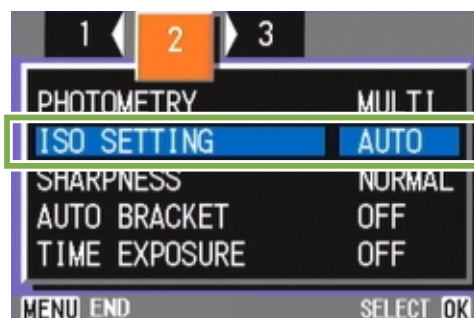 1 2 3
PHOTOMETRY MULTI
ISO SETTING AUTO
SHARPNESS NORMAL
AUTO BRACKET OFF
TIME EXPOSURE OFF
MENU END SELECT OK